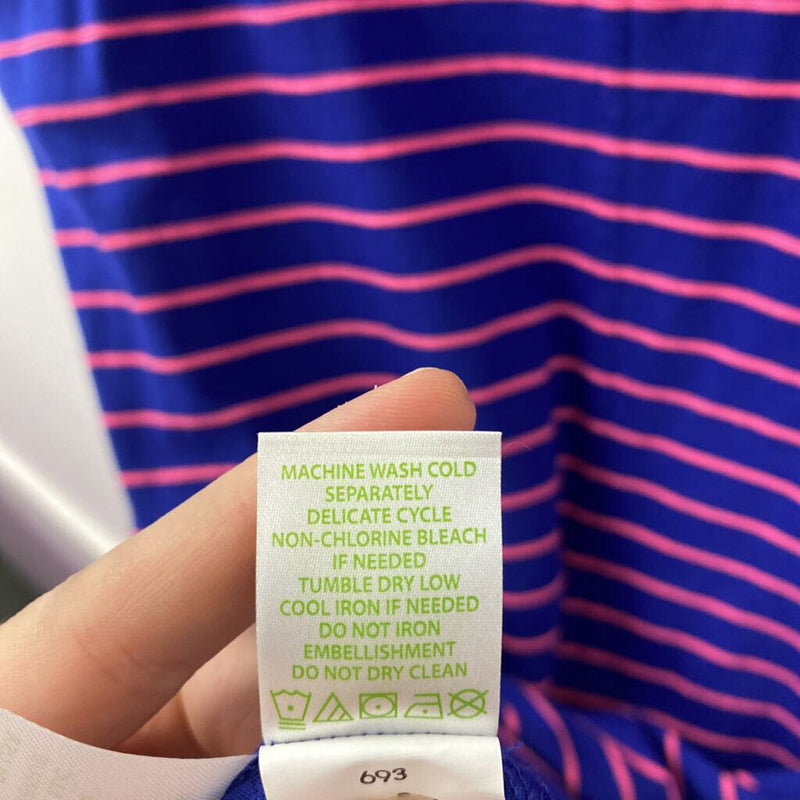 MACHINE WASH COLD
SEPARATELY
DELICATE CYCLE
NON-CHLORINE BLEACH
IF NEEDED
TUMBLE DRY LOW
COOL IRON IF NEEDED
DO NOT IRON
EMBELLISHMENT
DO NOT DRY CLEAN
693